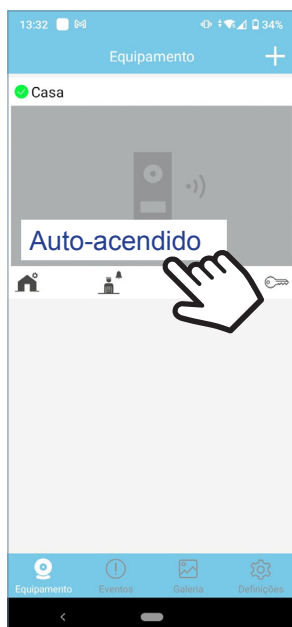 13:32 34%
Equipamento
Casa
Auto-acendido
Equipamento Eventos Galeria Definições